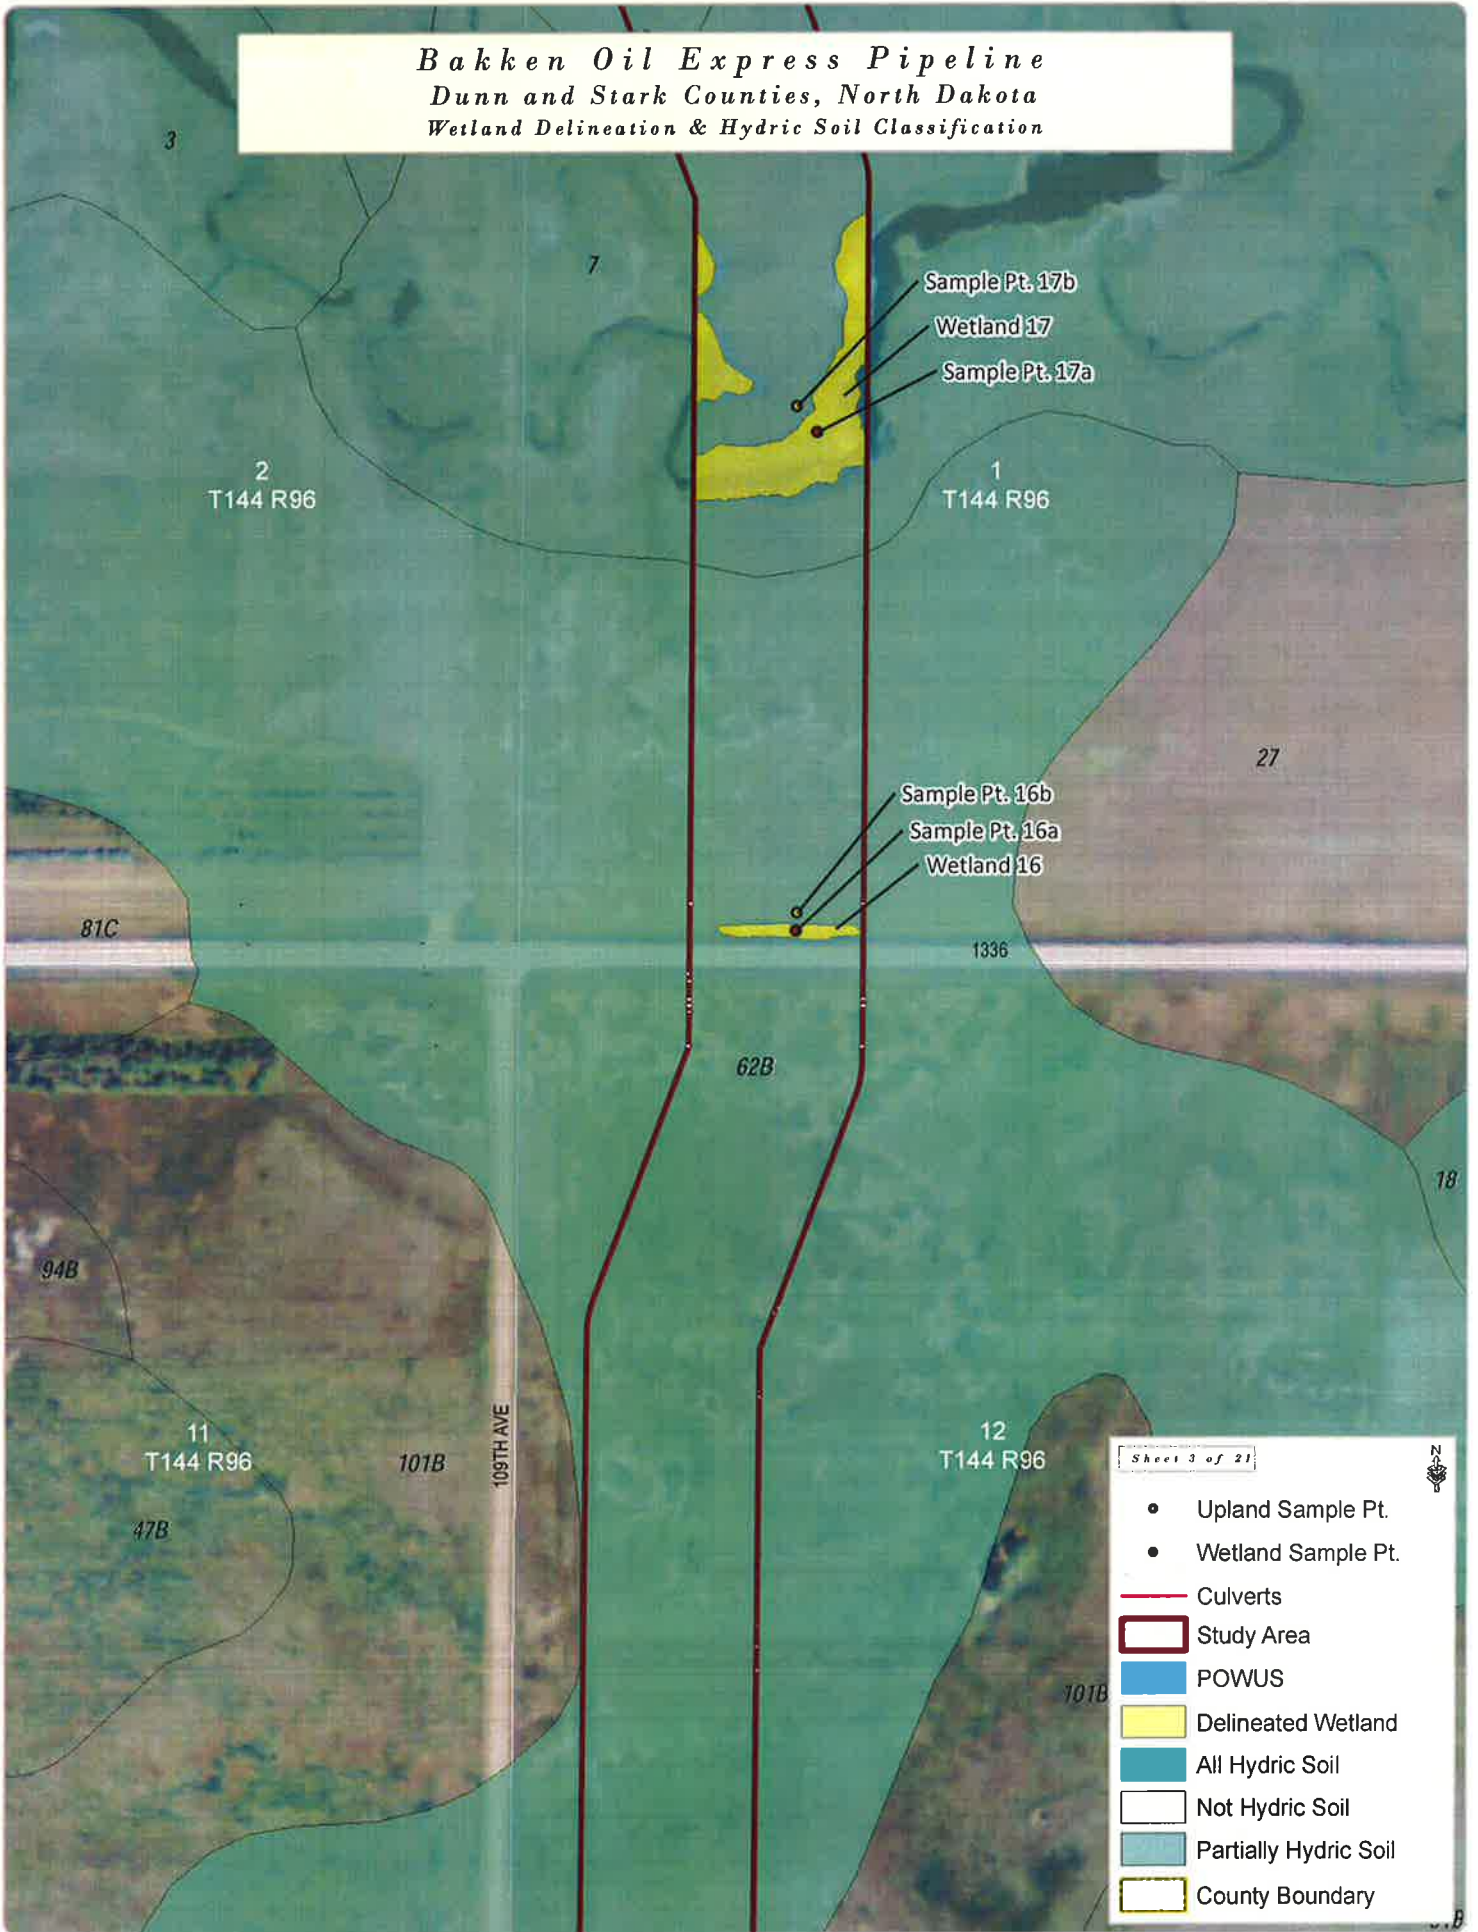 Bakken Oil Express Pipeline
Dunn and Stark Counties, North Dakota
Wetland Delineation & Hydric Soil Classification
3
7
Sample Pt. 17b
Wetland 17
Sample Pt. 17a
2
T144 R96
1
T144 R96
27
Sample Pt. 16b
Sample Pt. 16a
Wetland 16
81C
1336
62B
18
94B
11
T144 R96
101B
109TH AVE
12
T144 R96
47B
101B
Sheet 3 of 21
N
Upland Sample Pt.
Wetland Sample Pt.
Culverts
Study Area
POWUS
Delineated Wetland
All Hydric Soil
Not Hydric Soil
Partially Hydric Soil
County Boundary